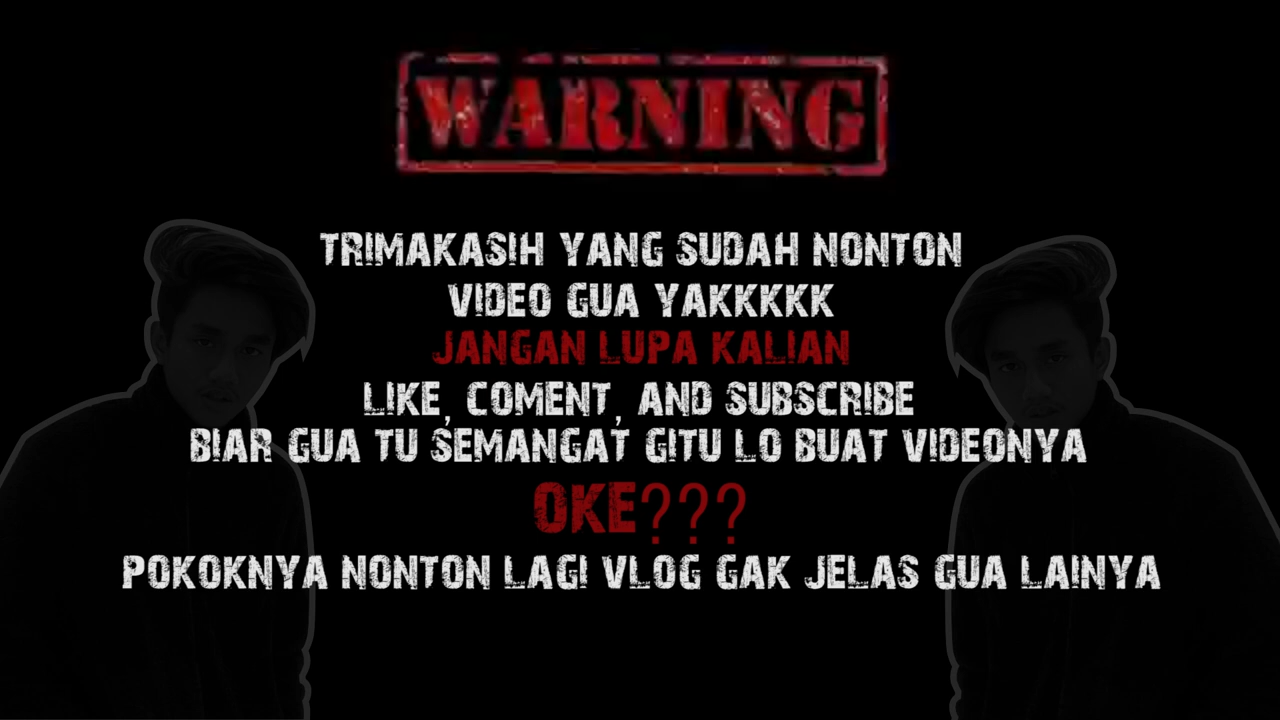 WARNING
TRIMAKASIH YANG SUDAH NONTON
VIDEO GUA YAKKKKK
JANGAN LUPA KALIAN
LIKE, COMENT, AND SUBSCRIBE
BIAR GUA TU SEMANGAT GITU LO BUAT VIDEONYA
OKE???
POKOKNYA NONTON LAGI VLOG GAK JELAS GUA LAINYA